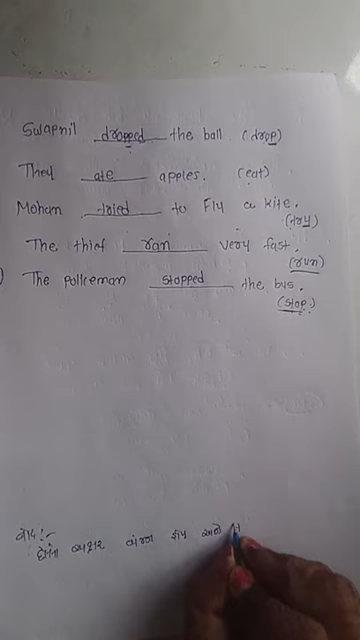 Swapnil dropped the ball (drop)
They ate apples. (eat)
Mohan tried to Fly a kite. (try)
The thief ran very fast. (run)
) The Policeman stopped the bus. (stop)
નોંધ :-